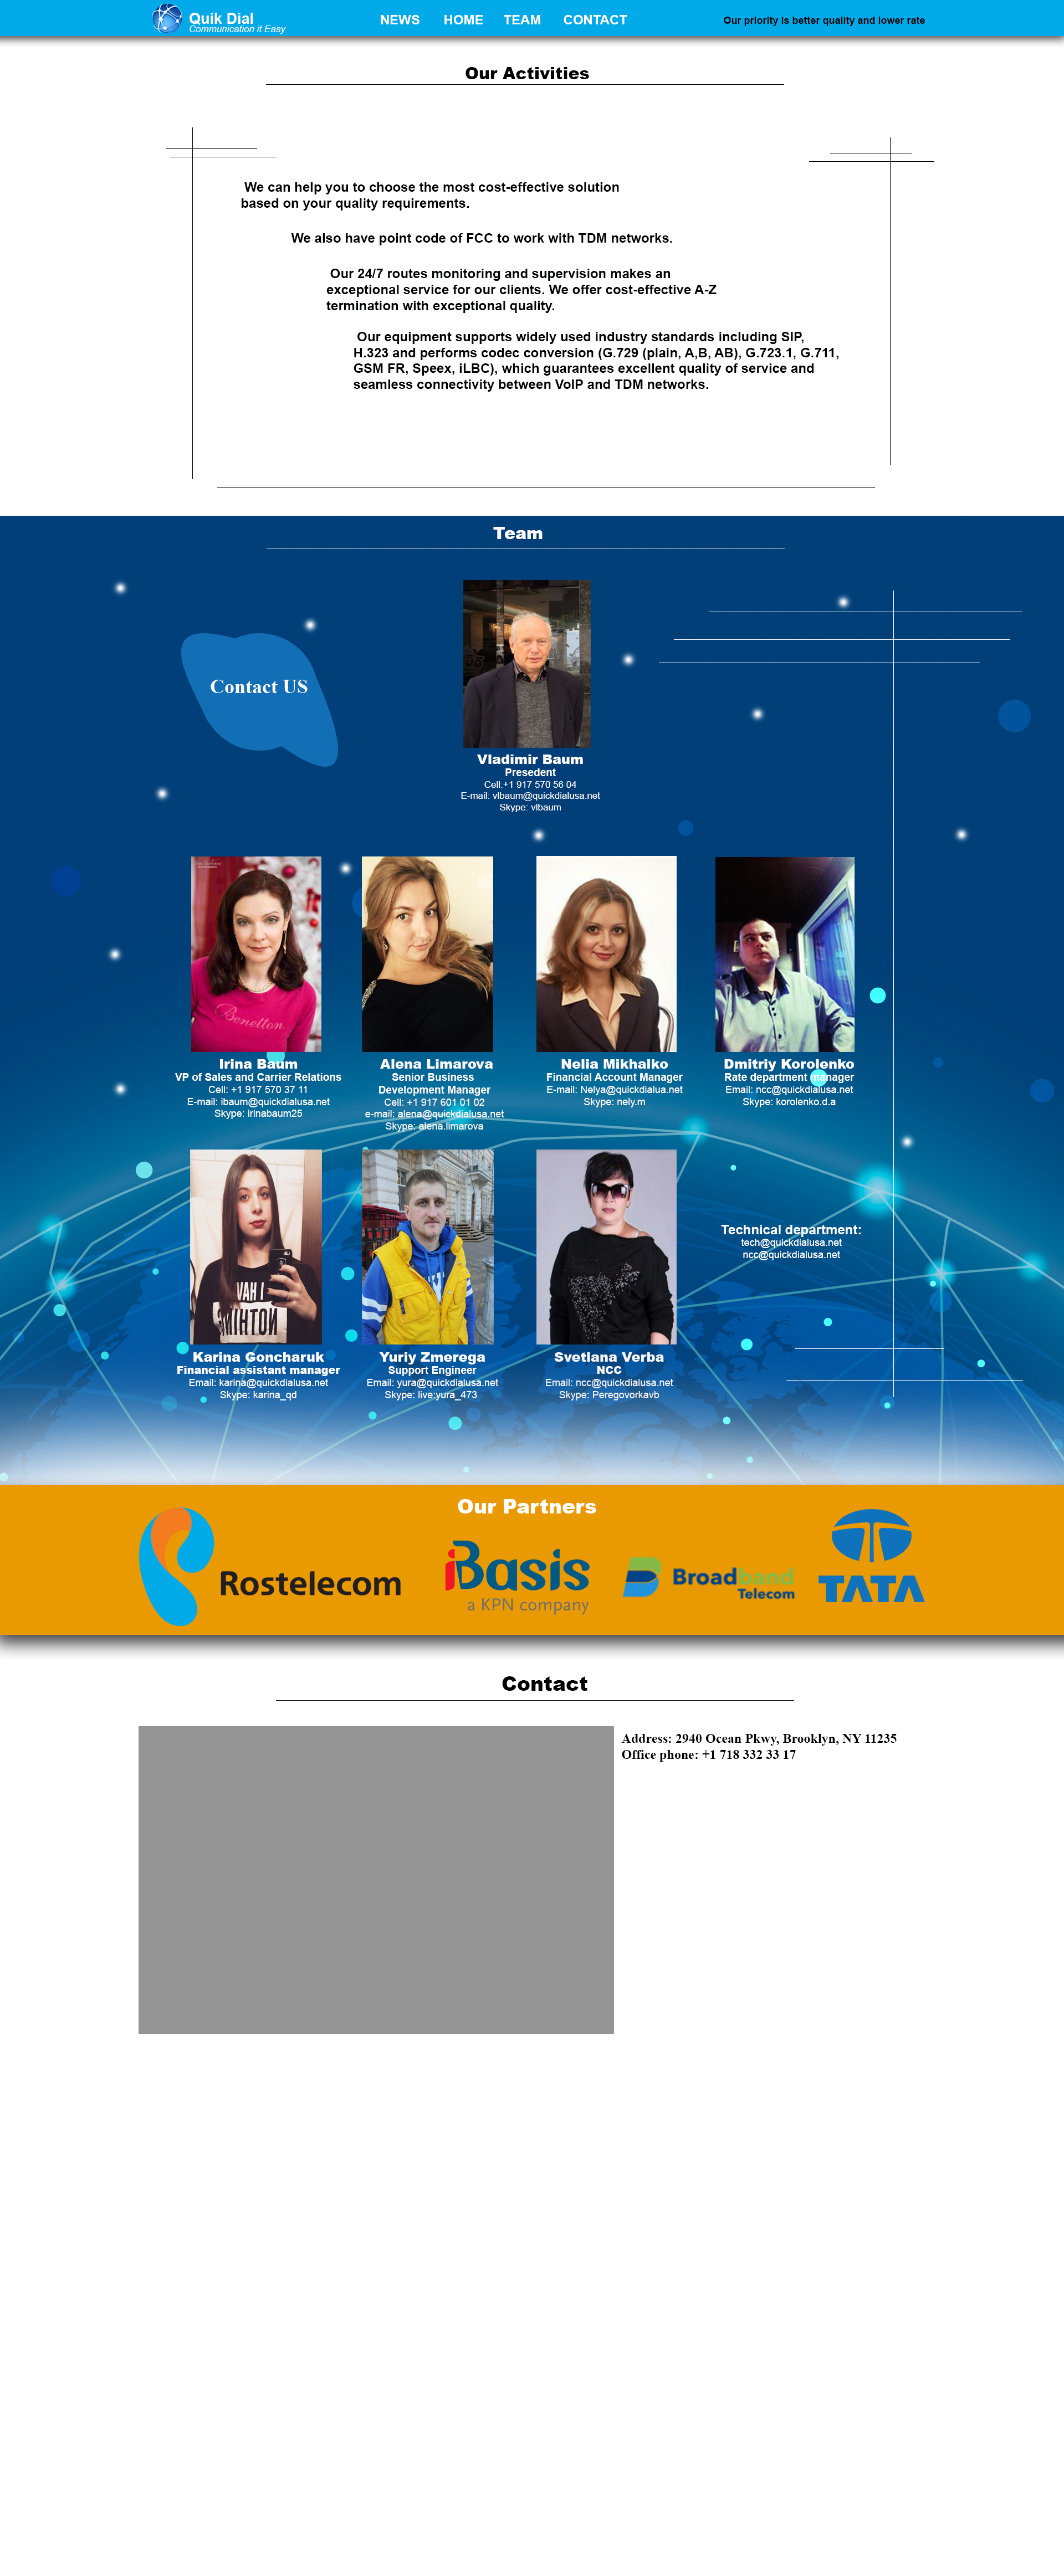 Quik Dial
Communication it Easy
NEWS HOME TEAM CONTACT
Our priority is better quality and lower rate
Our Activities
We can help you to choose the most cost-effective solution
based on your quality requirements.
We also have point code of FCC to work with TDM networks.
Our 24/7 routes monitoring and supervision makes an
exceptional service for our clients. We offer cost-effective A-Z
termination with exceptional quality.
Our equipment supports widely used industry standards including SIP,
H.323 and performs codec conversion (G.729 (plain, A,B, AB), G.723.1, G.711,
GSM FR, Speex, iLBC), which guarantees excellent quality of service and
seamless connectivity between VoIP and TDM networks.
Team
Contact US
Vladimir Baum
Presedent
Cell:+1 917 570 56 04
E-mail: vlbaum@quickdialusa.net
Skype: vlbaum
Benetton
Irina Baum
VP of Sales and Carrier Relations
Cell: +1 917 570 37 11
E-mail: ibaum@quickdialusa.net
Skype: irinabaum25
Alena Limarova
Senior Business
Development Manager
Cell: +1 917 601 01 02
e-mail: alena@quickdialusa.net
Skype: alena.limarova
Nelia Mikhalko
Financial Account Manager
E-mail: Nelya@quickdialua.net
Skype: nely.m
Dmitriy Korolenko
Rate department manager
Email: ncc@quickdialusa.net
Skype: korolenko.d.a
Karina Goncharuk
Financial assistant manager
Email: karina@quickdialusa.net
Skype: karina_qd
Yuriy Zmerega
Support Engineer
Email: yura@quickdialusa.net
Skype: live:yura_473
Svetlana Verba
NCC
Email: ncc@quickdialusa.net
Skype: Peregovorkavb
Technical department:
tech@quickdialusa.net
ncc@quickdialusa.net
Our Partners
Rostelecom
iBasis
a KPN company
Broadband
Telecom
TATA
Contact
Address: 2940 Ocean Pkwy, Brooklyn, NY 11235
Office phone: +1 718 332 33 17